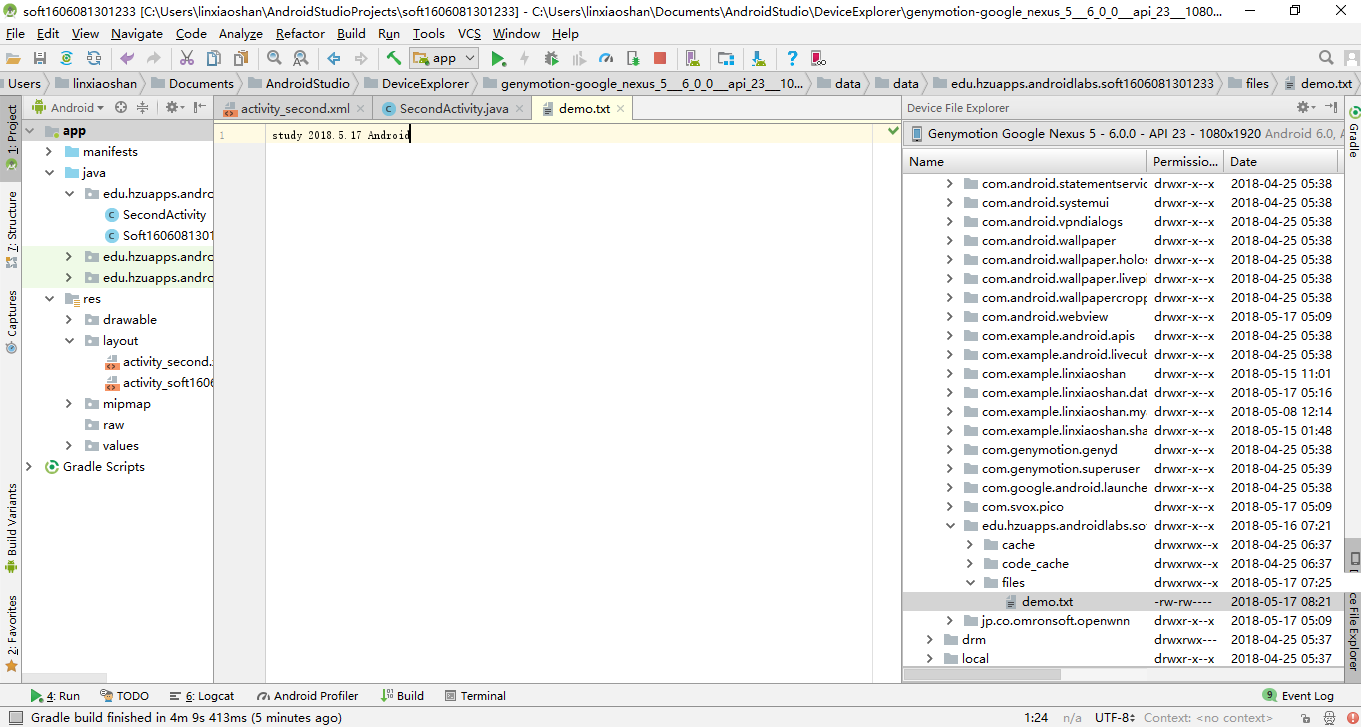 soft1606081301233 [C:\Users\linxiaoshan\AndroidStudioProjects\soft1606081301233] - C:\Users\linxiaoshan\Documents\AndroidStudio\DeviceExplorer\genymotion-google_nexus_5__6_0_0__api_23__1080...
File Edit View Navigate Code Analyze Refactor Build Run Tools VCS Window Help
app
Users linxiaoshan Documents AndroidStudio DeviceExplorer genymotion-google_nexus_5__6_0_0__api_23__10... data data edu.hzuapps.androidlabs.soft1606081301233 files demo.txt
1: Project
7: Structure
Captures
Build Variants
2: Favorites
Android
app
manifests
java
edu.hzuapps.andro
SecondActivity
Soft1606081301
edu.hzuapps.andro
edu.hzuapps.andro
res
drawable
layout
activity_second.
activity_soft1606
mipmap
raw
values
Gradle Scripts
activity_second.xml SecondActivity.java demo.txt
1 study 2018.5.17 Android
Device File Explorer
Genymotion Google Nexus 5 - 6.0.0 - API 23 - 1080x1920 Android 6.0, A
Name Permissio... Date
com.android.statementservic drwxr-x--x 2018-04-25 05:38
com.android.systemui drwxr-x--x 2018-04-25 05:38
com.android.vpndialogs drwxr-x--x 2018-04-25 05:38
com.android.wallpaper drwxr-x--x 2018-04-25 05:38
com.android.wallpaper.holos drwxr-x--x 2018-04-25 05:38
com.android.wallpaper.livepi drwxr-x--x 2018-04-25 05:38
com.android.wallpapercropp drwxr-x--x 2018-04-25 05:38
com.android.webview drwxr-x--x 2018-05-17 05:09
com.example.android.apis drwxr-x--x 2018-04-25 05:38
com.example.android.livecub drwxr-x--x 2018-04-25 05:38
com.example.linxiaoshan drwxr-x--x 2018-05-15 11:01
com.example.linxiaoshan.dat drwxr-x--x 2018-05-17 05:16
com.example.linxiaoshan.my drwxr-x--x 2018-05-08 12:14
com.example.linxiaoshan.sha drwxr-x--x 2018-05-15 01:48
com.genymotion.genyd drwxr-x--x 2018-04-25 05:38
com.genymotion.superuser drwxr-x--x 2018-04-25 05:39
com.google.android.launche drwxr-x--x 2018-04-25 05:38
com.svox.pico drwxr-x--x 2018-05-17 05:09
edu.hzuapps.androidlabs.so drwxr-x--x 2018-05-16 07:21
cache drwxrwx--x 2018-04-25 06:37
code_cache drwxrwx--x 2018-04-25 06:37
files drwxrwx--x 2018-05-17 07:25
demo.txt -rw-rw---- 2018-05-17 08:21
jp.co.omronsoft.openwnn drwxr-x--x 2018-05-17 05:09
drm drwxrwx--- 2018-04-25 05:37
local drwxr-x--x 2018-04-25 05:37
Gradle
ce File Explorer
4: Run TODO 6: Logcat Android Profiler Build Terminal 9 Event Log
Gradle build finished in 4m 9s 413ms (5 minutes ago) 1:24 n/a UTF-8 Context: <no context>